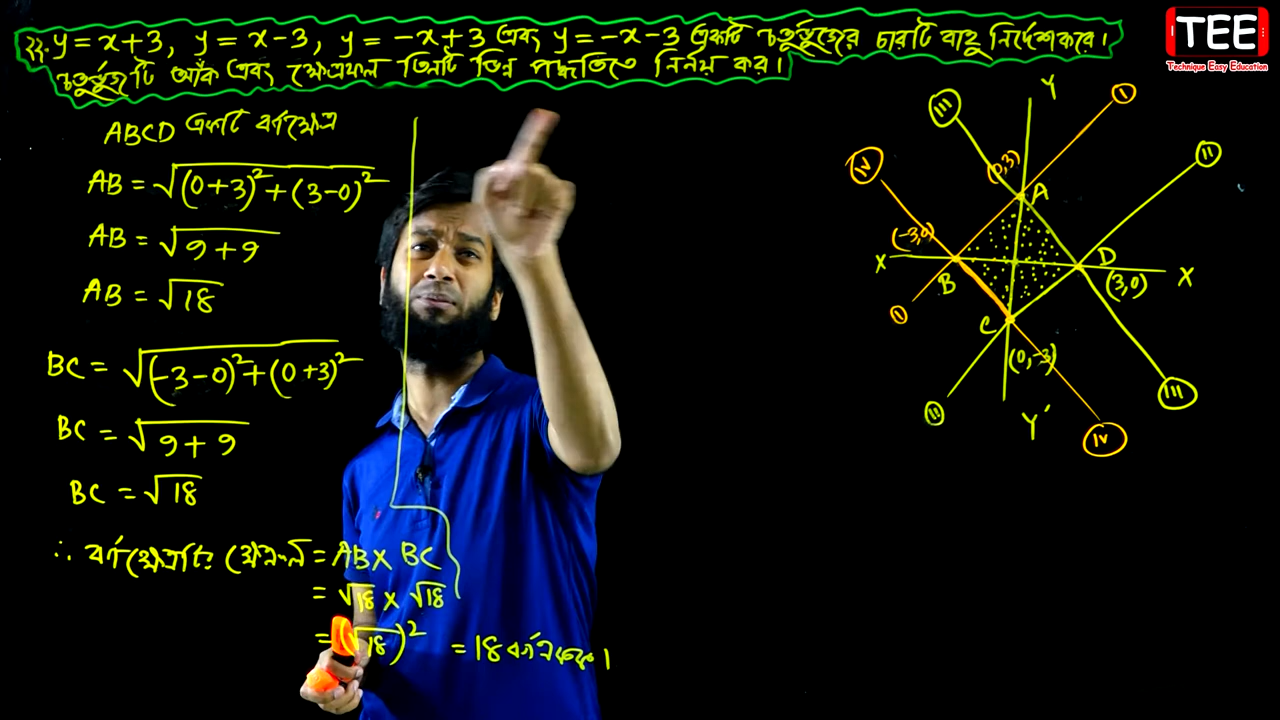 ২২. y = x+3, y = x-3, y = -x+3 এবং y = -x-3 একটি চতুর্ভুজের চারটি বাহু নির্দেশ করে।
চতুর্ভুজটি আঁক এবং ক্ষেত্রফল তিনটি ভিন্ন পদ্ধতিতে নির্নয় কর।
TEE
Technique Easy Education
ABCD একটি বর্গক্ষেত্র
AB = √(0+3)²+(3-0)²
AB = √9+9
AB = √18
BC = √(-3-0)²+(0+3)²
BC = √9+9
BC = √18
∴ বর্গক্ষেত্রটির ক্ষেত্রফল = AB × BC
= √18 × √18
= (√18)² = 18 বর্গ একক।
Y
I
III
II
IV
(0,3)
A
(-3,0)
X
B
D
(3,0)
X
I
C
(0,-3)
II
Y′
III
IV